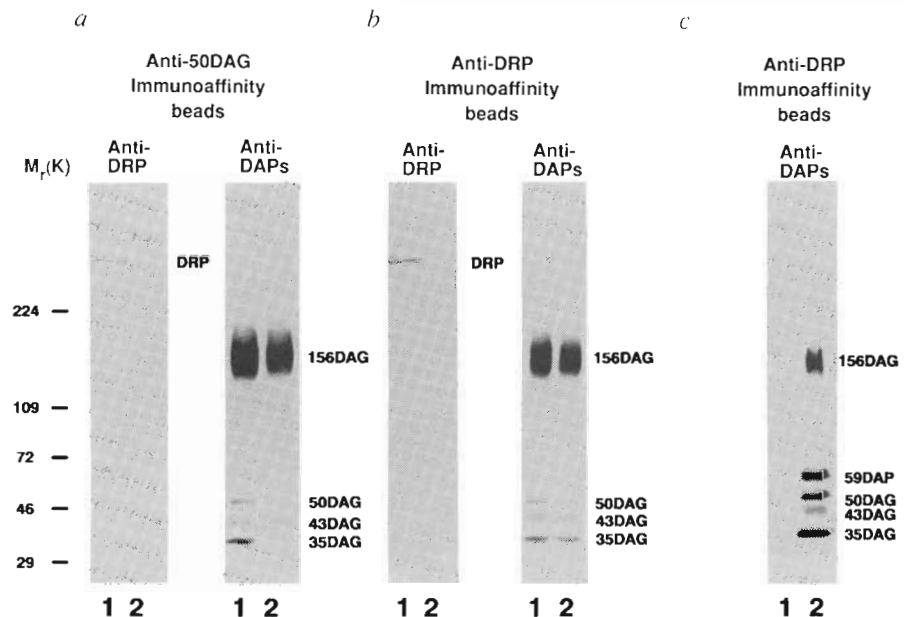 a
Anti-50DAG
Immunoaffinity
beads
Anti-
DRP
Anti-
DAPs
Mr(K)
224
109
72
46
29
DRP
156DAG
50DAG
43DAG
35DAG
1 2
1 2
b
Anti-DRP
Immunoaffinity
beads
Anti-
DRP
Anti-
DAPs
DRP
156DAG
50DAG
43DAG
35DAG
1 2
1 2
c
Anti-DRP
Immunoaffinity
beads
Anti-
DAPs
156DAG
59DAP
50DAG
43DAG
35DAG
1 2